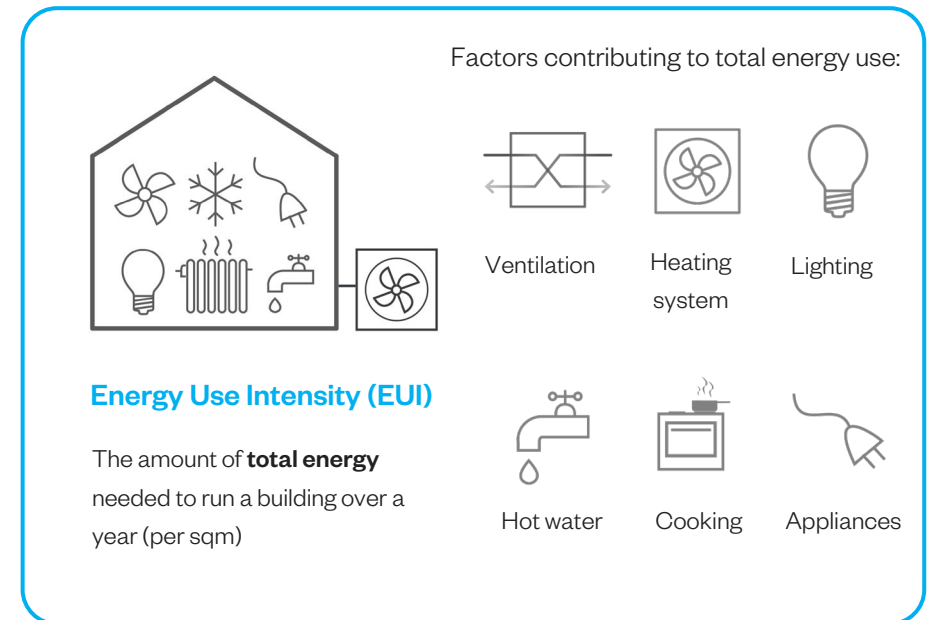 Factors contributing to total energy use:
Ventilation
Heating
system
Lighting
Energy Use Intensity (EUI)
The amount of total energy
needed to run a building over a
year (per sqm)
Hot water
Cooking
Appliances